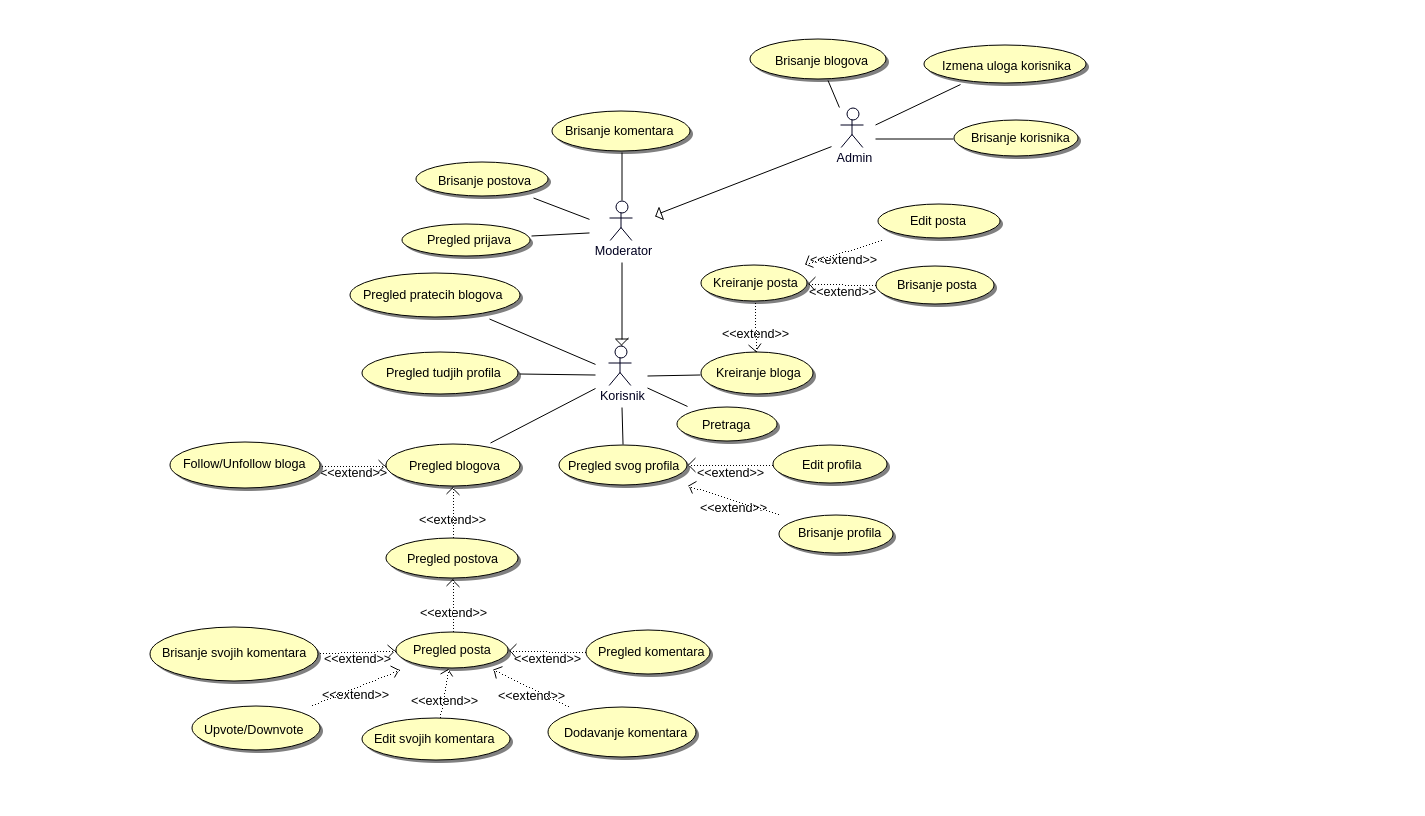 Brisanje blogova
Izmena uloga korisnika
Brisanje komentara
Brisanje korisnika
Admin
Brisanje postova
Edit posta
Pregled prijava
Moderator
<<extend>>
Kreiranje posta
Brisanje posta
<<extend>>
Pregled pratecih blogova
<<extend>>
Pregled tudjih profila
Kreiranje bloga
Korisnik
Pretraga
Follow/Unfollow bloga
Pregled blogova
Pregled svog profila
Edit profila
<<extend>>
<<extend>>
<<extend>>
<<extend>>
Brisanje profila
Pregled postova
<<extend>>
Brisanje svojih komentara
Pregled posta
Pregled komentara
<<extend>>
<<extend>>
<<extend>>
<<extend>>
<<extend>>
Upvote/Downvote
Edit svojih komentara
Dodavanje komentara